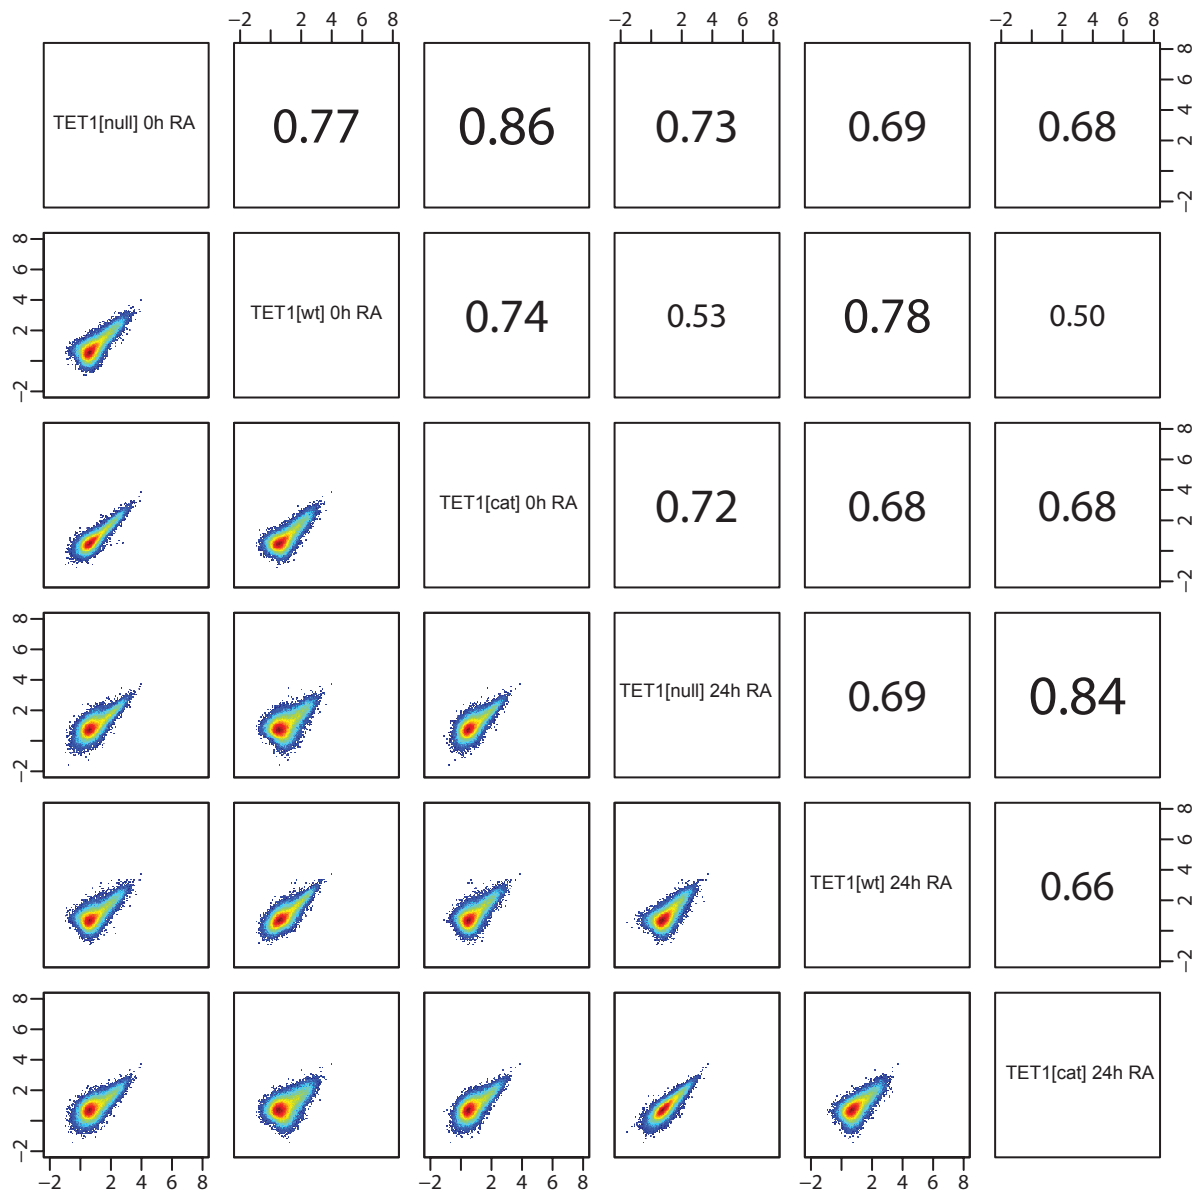 −2 2 4 6 8 −2 2 4 6 8 −2 2 4 6 8
TET1[null] 0h RA 0.77 0.86 0.73 0.69 0.68 −2 2 4 6 8
−2 2 4 6 8 TET1[wt] 0h RA 0.74 0.53 0.78 0.50
TET1[cat] 0h RA 0.72 0.68 0.68 −2 2 4 6 8
−2 2 4 6 8 TET1[null] 24h RA 0.69 0.84
TET1[wt] 24h RA 0.66 −2 2 4 6 8
−2 2 4 6 8 TET1[cat] 24h RA
−2 2 4 6 8 −2 2 4 6 8 −2 2 4 6 8